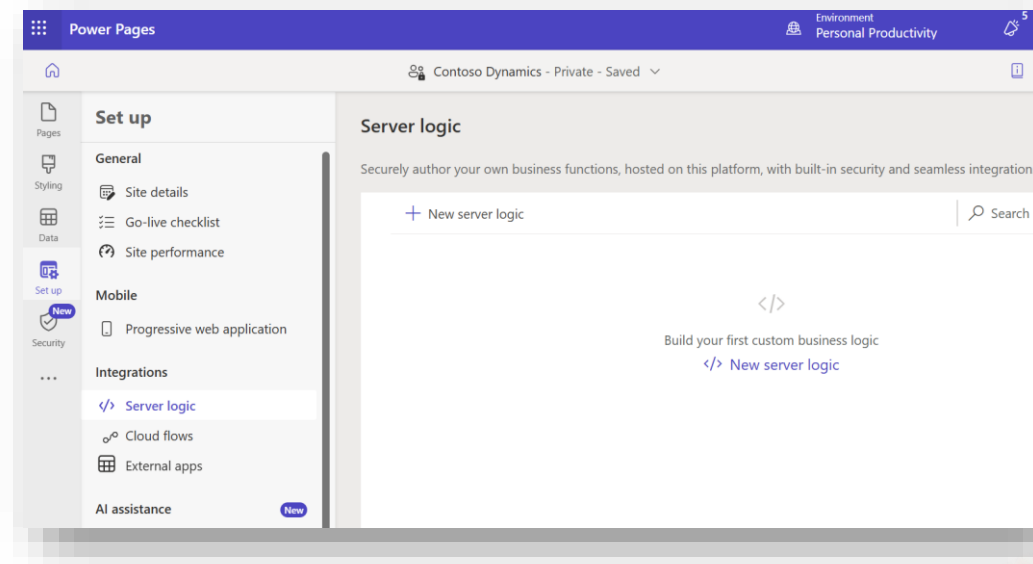 Power Pages
Environment
Personal Productivity
5
Contoso Dynamics - Private - Saved
Pages
Styling
Data
Set up
New
Security
Set up
General
Site details
Go-live checklist
Site performance
Mobile
Progressive web application
Integrations
Server logic
Cloud flows
External apps
AI assistance
New
Server logic
Securely author your own business functions, hosted on this platform, with built-in security and seamless integration
New server logic
Search
Build your first custom business logic
New server logic